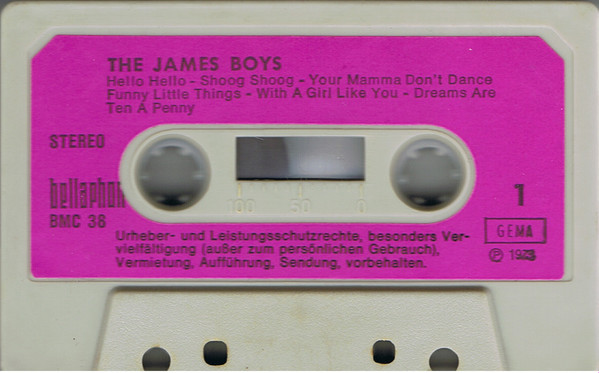 THE JAMES BOYS
Hello Hello - Shoog Shoog - Your Mamma Don't Dance
Funny Little Things - With A Girl Like You - Dreams Are
Ten A Penny
STEREO
bellaphon
BMC 38
100 50 0
1
GEMA
Urheber- und Leistungsschutzrechte, besonders Ver-
vielfältigung (außer zum persönlichen Gebrauch),
Vermietung, Aufführung, Sendung, vorbehalten.
℗ 1973